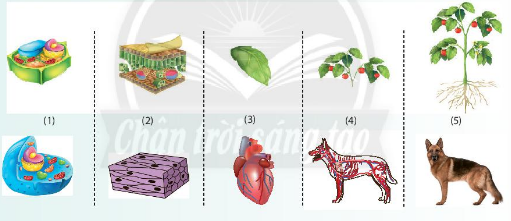 (1) (2) (3) (4) (5)
Chân trời sáng tạo